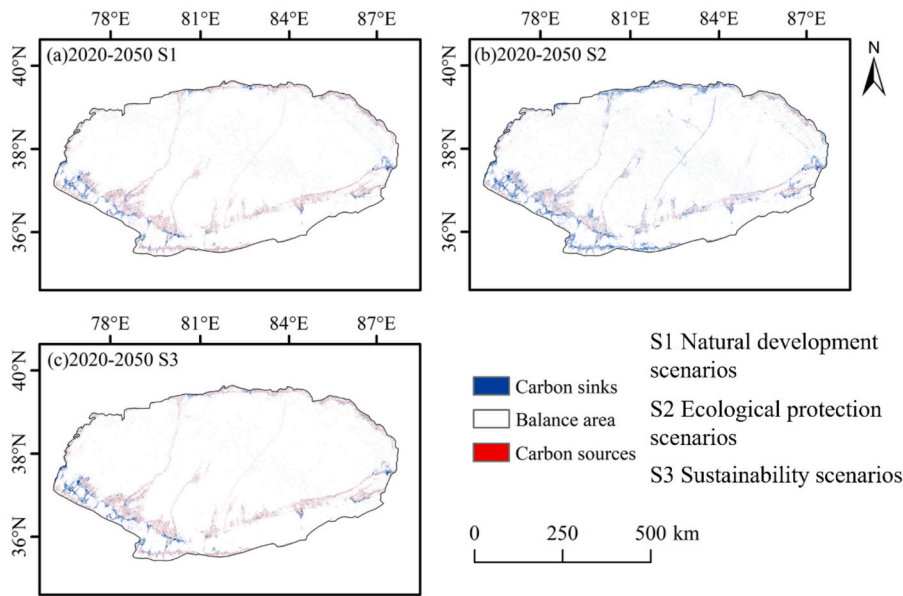 78°E 81°E 84°E 87°E
78°E 81°E 84°E 87°E
(a)2020-2050 S1
(b)2020-2050 S2
N
40°N
38°N
36°N
40°N
38°N
36°N
78°E 81°E 84°E 87°E
(c)2020-2050 S3
40°N
38°N
36°N
Carbon sinks
Balance area
Carbon sources
S1 Natural development
scenarios
S2 Ecological protection
scenarios
S3 Sustainability scenarios
0 250 500 km